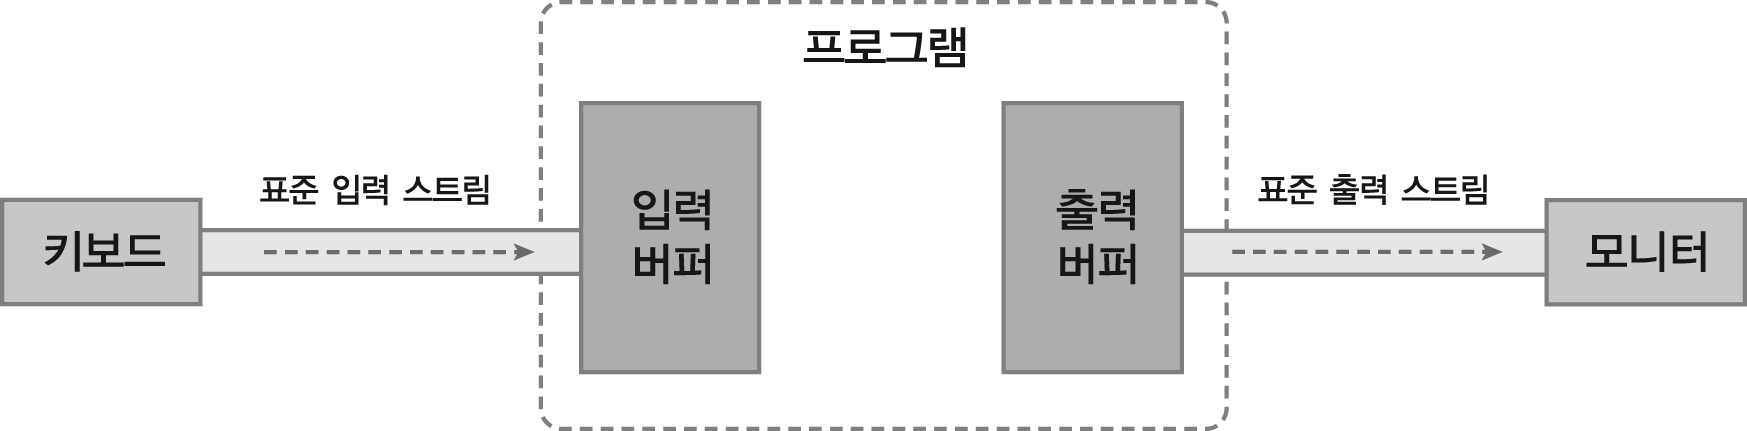 프로그램
키보드
표준 입력 스트림
입력
버퍼
출력
버퍼
표준 출력 스트림
모니터